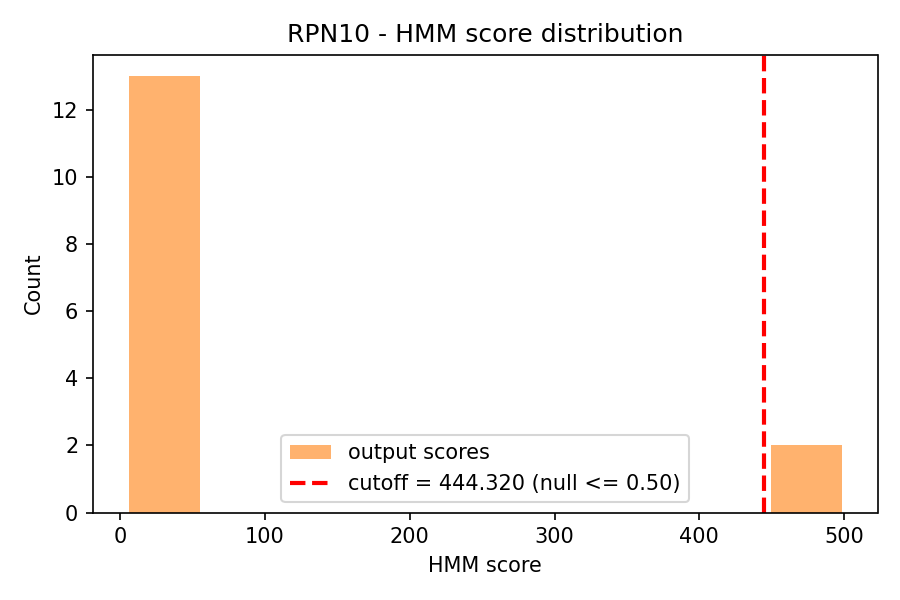 RPN10 - HMM score distribution
Count
12
10
8
6
4
2
0
output scores
cutoff = 444.320 (null <= 0.50)
0 100 200 300 400 500
HMM score